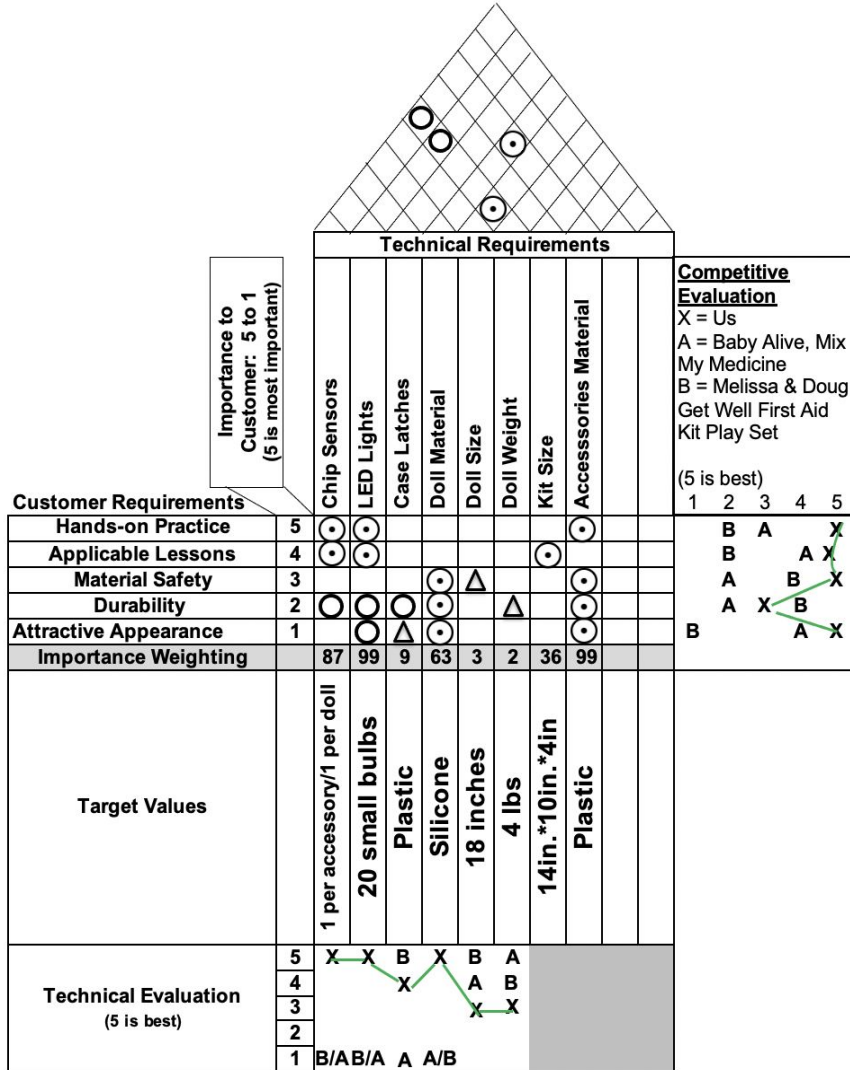 Technical Requirements
Importance to
Customer: 5 to 1
(5 is most important)
Chip Sensors
LED Lights
Case Latches
Doll Material
Doll Size
Doll Weight
Kit Size
Accesssories Material
Competitive
Evaluation
X = Us
A = Baby Alive, Mix
My Medicine
B = Melissa & Doug
Get Well First Aid
Kit Play Set
(5 is best)
Customer Requirements
1 2 3 4 5
Hands-on Practice 5 B A X
Applicable Lessons 4 B A X
Material Safety 3 A B X
Durability 2 A X B
Attractive Appearance 1 B A X
Importance Weighting 87 99 9 63 3 2 36 99
Target Values
1 per accessory/1 per doll
20 small bulbs
Plastic
Silicone
18 inches
4 lbs
14in.*10in.*4in
Plastic
Technical Evaluation
(5 is best)
5 X X B X B A
4 X A B
3 X X
2
1 B/A B/A A A/B